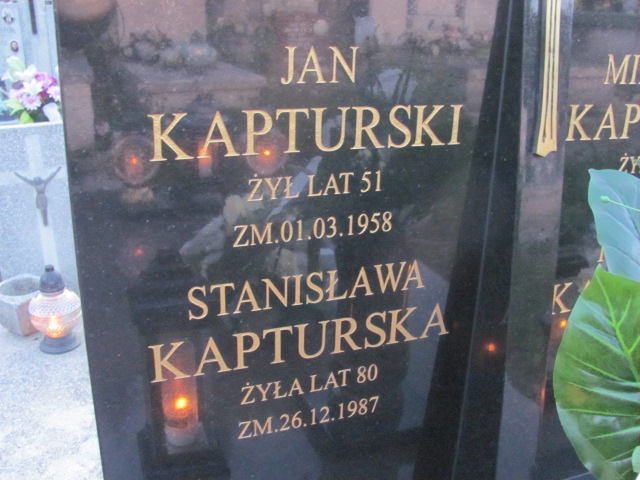 JAN
KAPTURSKI
ŻYŁ LAT 51
ZM.01.03.1958
STANISŁAWA
KAPTURSKA
ŻYŁA LAT 80
ZM.26.12.1987